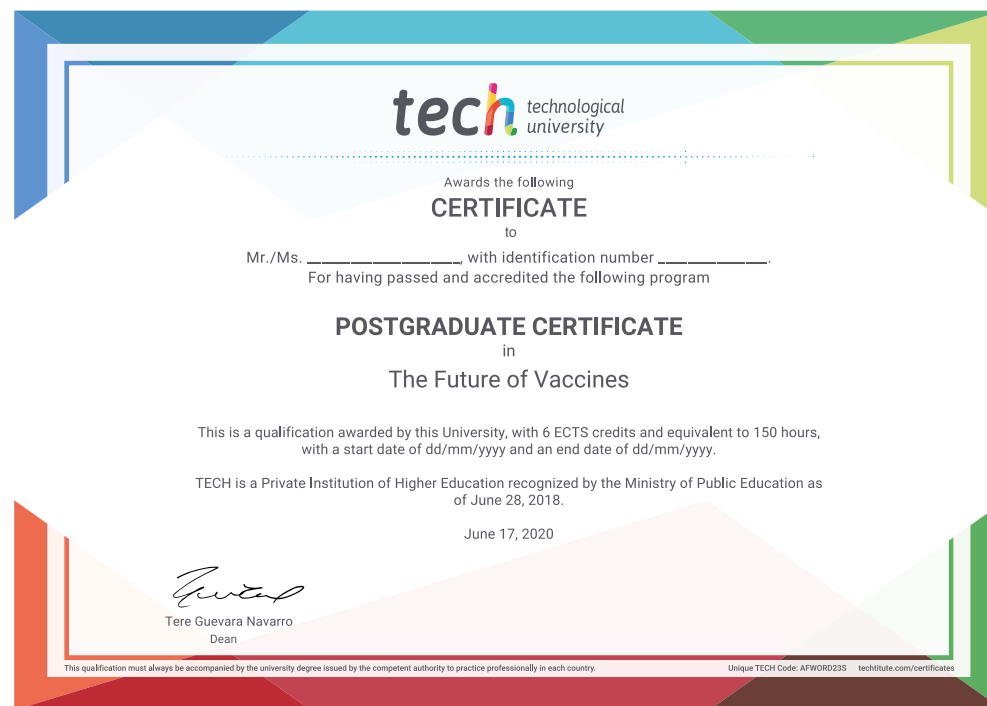 tech technological
university
Awards the following
CERTIFICATE
to
Mr./Ms. ____________________, with identification number ______________.
For having passed and accredited the following program
POSTGRADUATE CERTIFICATE
in
The Future of Vaccines
This is a qualification awarded by this University, with 6 ECTS credits and equivalent to 150 hours,
with a start date of dd/mm/yyyy and an end date of dd/mm/yyyy.
TECH is a Private Institution of Higher Education recognized by the Ministry of Public Education as
of June 28, 2018.
June 17, 2020
Tere Guevara Navarro
Dean
This qualification must always be accompanied by the university degree issued by the competent authority to practice professionally in each country.
Unique TECH Code: AFWORD23S techtitute.com/certificates